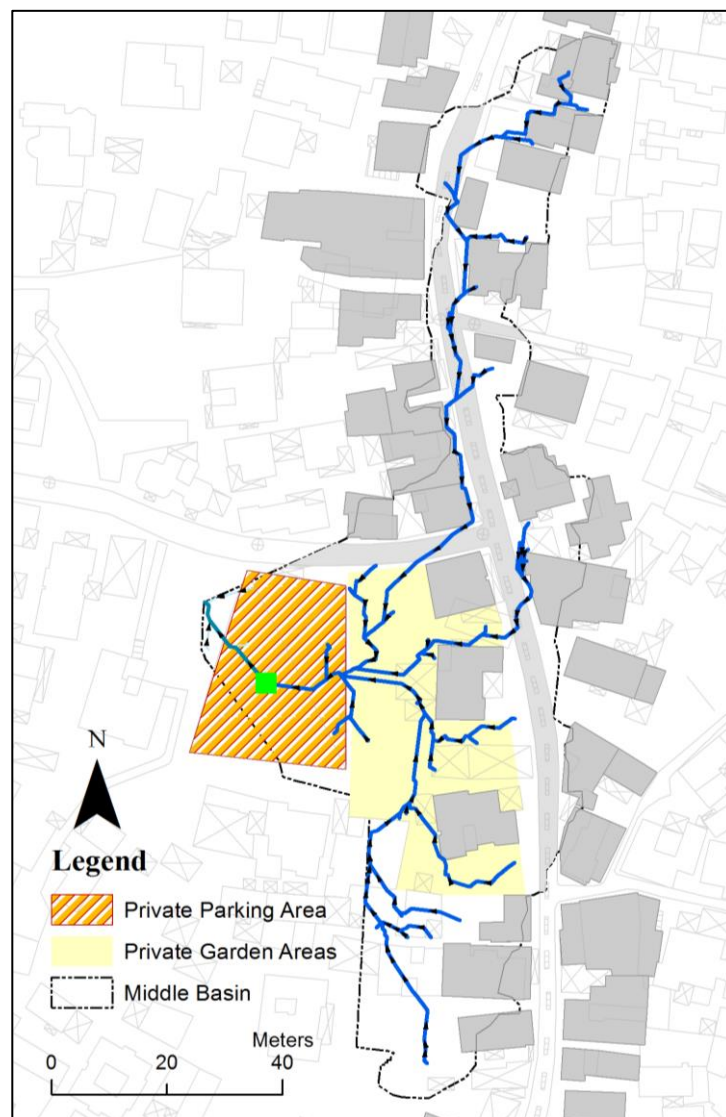 N
Legend
Private Parking Area
Private Garden Areas
Middle Basin
Meters
0 20 40